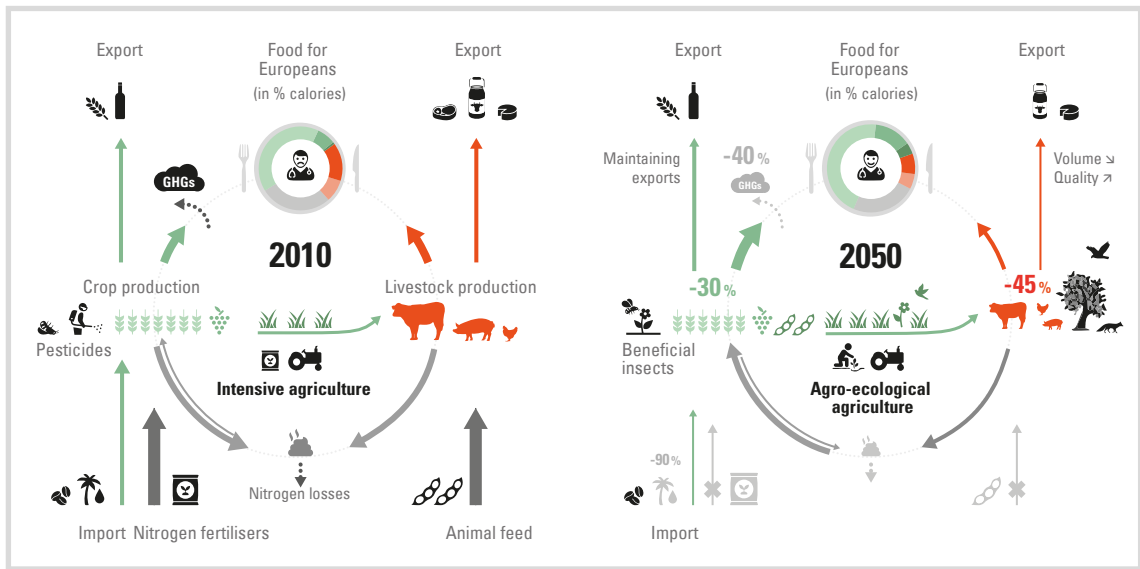 Export
Food for
Europeans
(in % calories)
Export
GHGs
2010
Crop production
Livestock production
Pesticides
Intensive agriculture
Nitrogen losses
Import
Nitrogen fertilisers
Animal feed
Export
Food for
Europeans
(in % calories)
Export
Maintaining
exports
-40 %
GHGs
Volume ↘
Quality ↗
2050
-30 %
-45 %
Beneficial
insects
Agro-ecological
agriculture
-90 %
Import